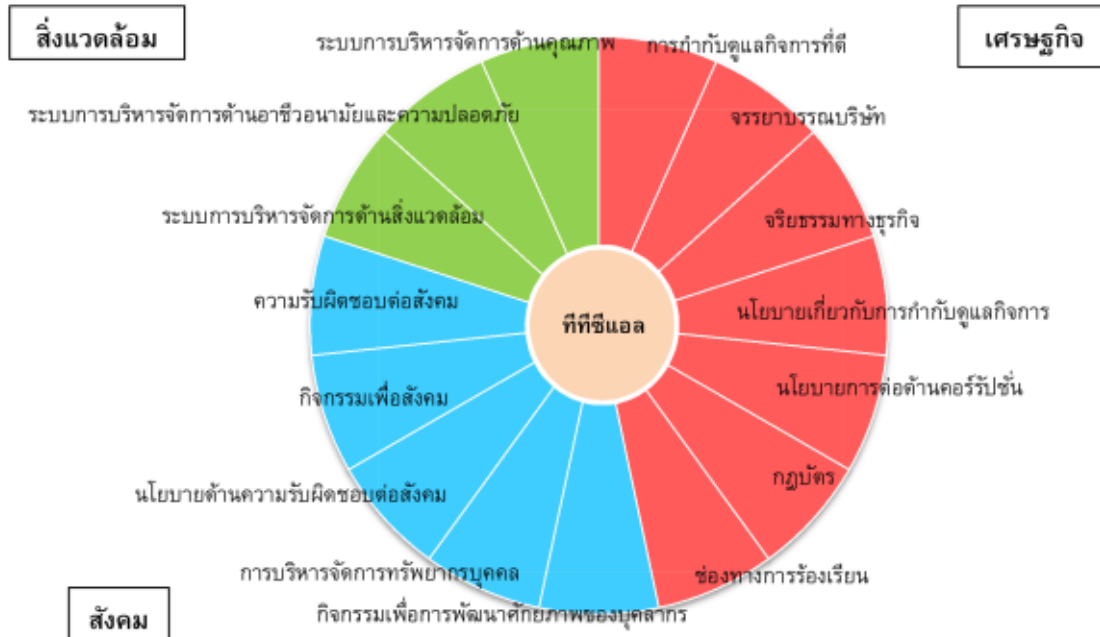 สิ่งแวดล้อม
เศรษฐกิจ
ระบบการบริหารจัดการด้านคุณภาพ
การกำกับดูแลกิจการที่ดี
ระบบการบริหารจัดการด้านอาชีวอนามัยและความปลอดภัย
จรรยาบรรณบริษัท
ระบบการบริหารจัดการด้านสิ่งแวดล้อม
จริยธรรมทางธุรกิจ
ความรับผิดชอบต่อสังคม
ทีทีซีแอล
นโยบายเกี่ยวกับการกำกับดูแลกิจการ
กิจกรรมเพื่อสังคม
นโยบายการต่อต้านคอร์รัปชั่น
กฎบัตร
นโยบายด้านความรับผิดชอบต่อสังคม
การบริหารจัดการทรัพยากรบุคคล
ช่องทางการร้องเรียน
กิจกรรมเพื่อการพัฒนาศักยภาพของบุคลากร
สังคม